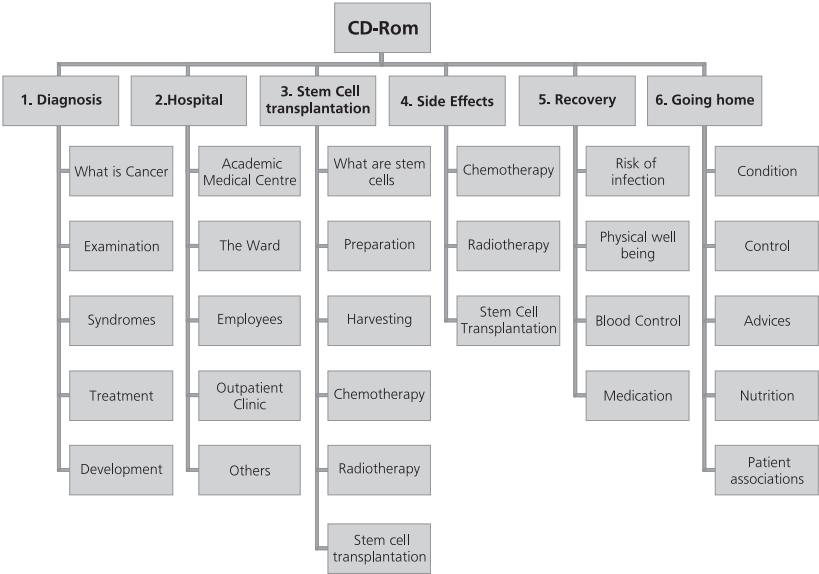 CD-Rom
1. Diagnosis
What is Cancer
Examination
Syndromes
Treatment
Development
2.Hospital
Academic
Medical Centre
The Ward
Employees
Outpatient
Clinic
Others
3. Stem Cell
transplantation
What are stem
cells
Preparation
Harvesting
Chemotherapy
Radiotherapy
Stem cell
transplantation
4. Side Effects
Chemotherapy
Radiotherapy
Stem Cell
Transplantation
5. Recovery
Risk of
infection
Physical well
being
Blood Control
Medication
6. Going home
Condition
Control
Advices
Nutrition
Patient
associations